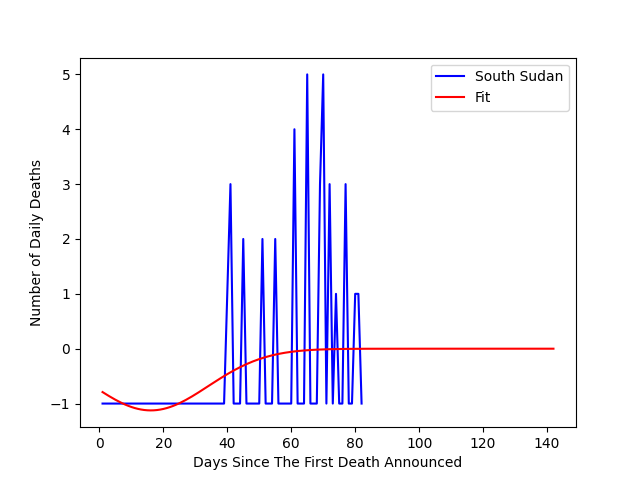 South Sudan
Fit
Number of Daily Deaths
5
4
3
2
1
0
−1
0 20 40 60 80 100 120 140
Days Since The First Death Announced